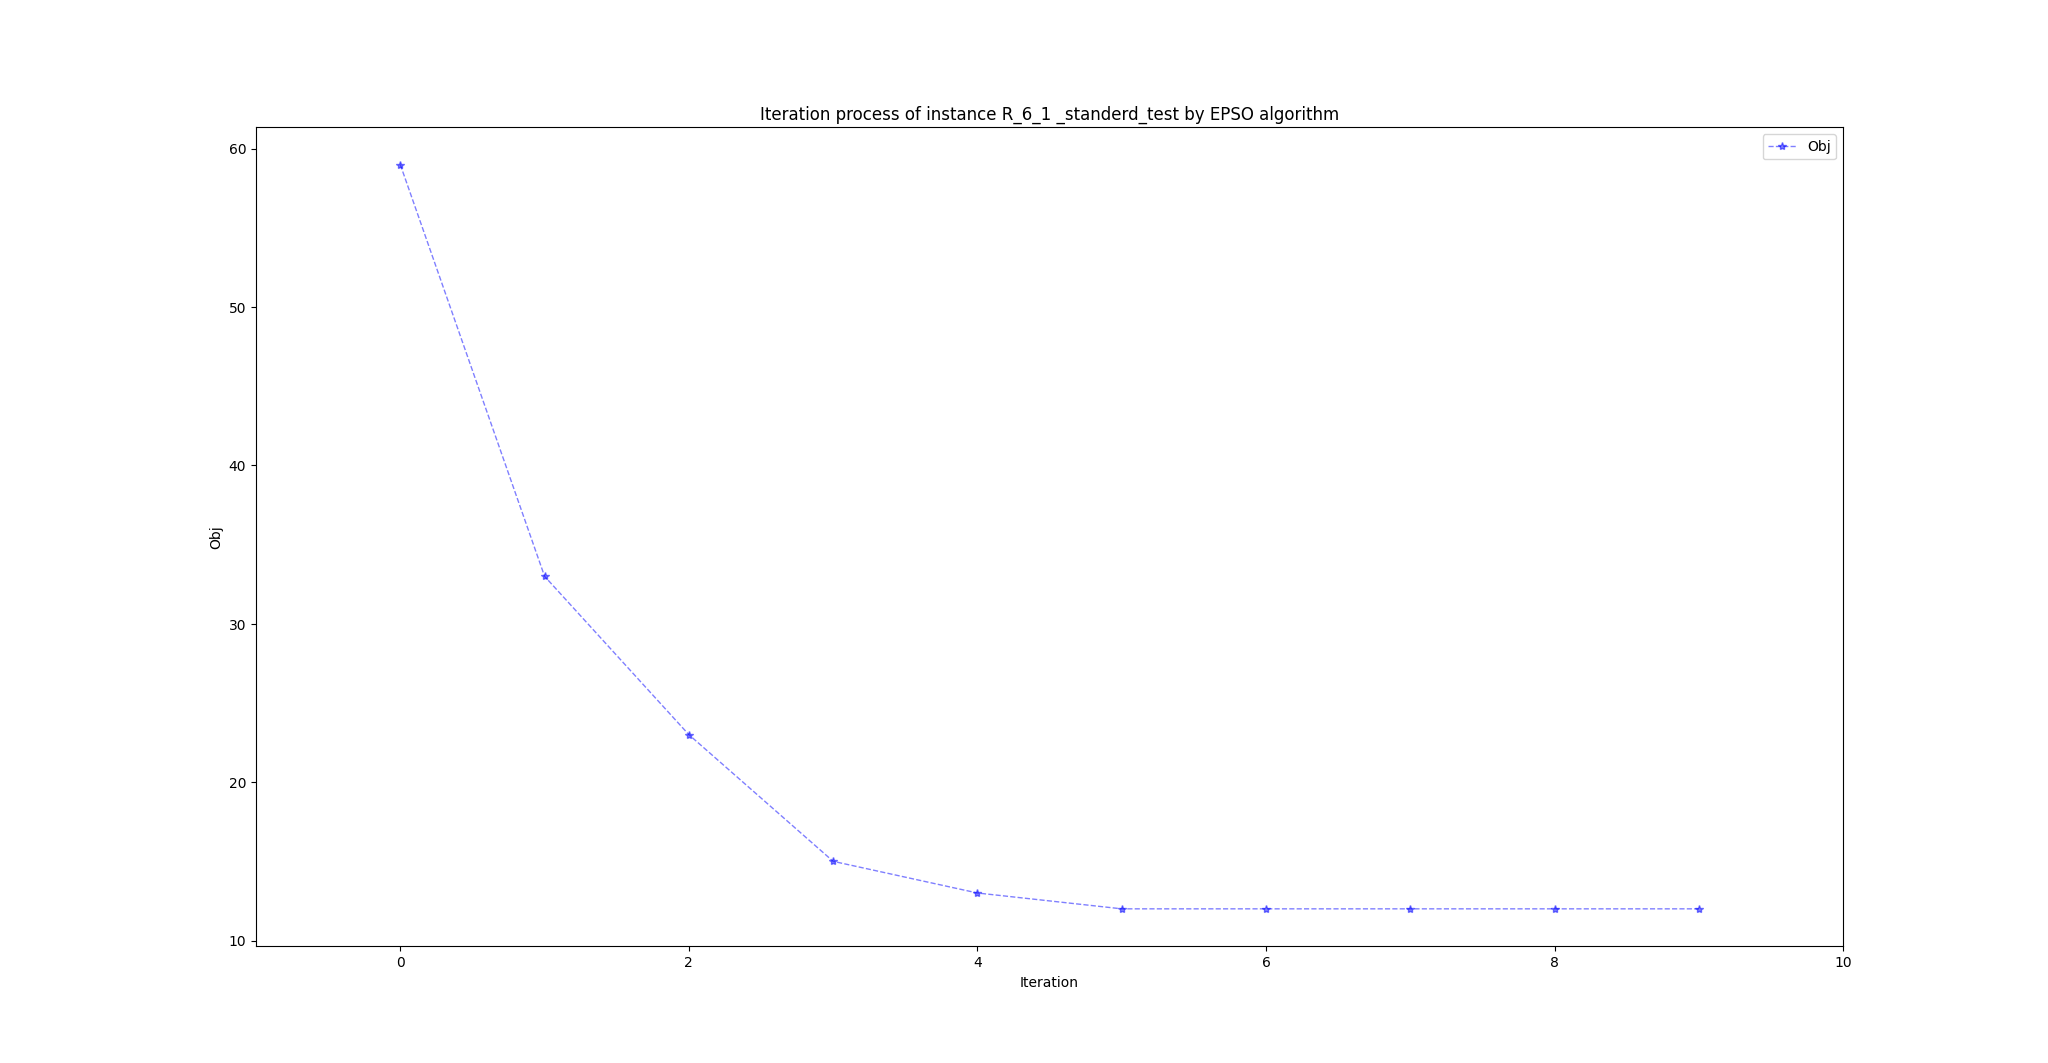 Iteration process of instance R_6_1 _standerd_test by EPSO algorithm
Obj
60
50
40
30
20
10
Obj
0 2 4 6 8 10
Iteration